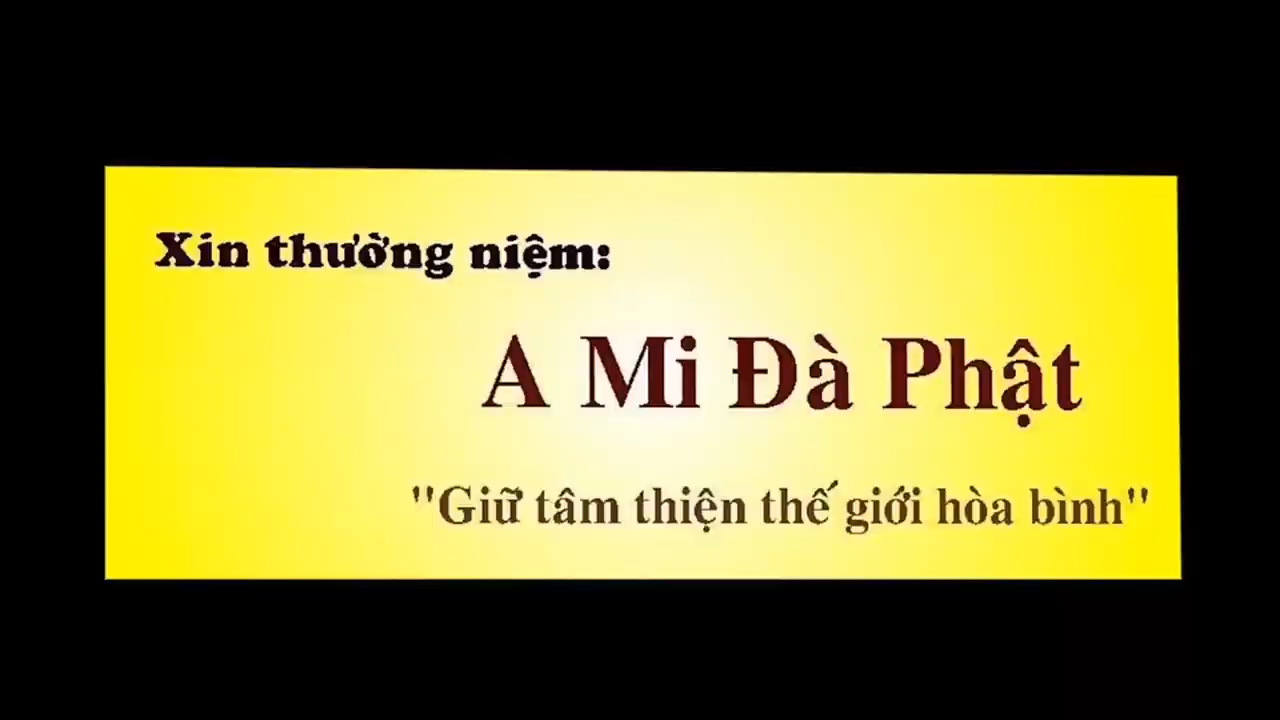 Xin thường niệm:
A Mi Đà Phật
"Giữ tâm thiện thế giới hòa bình"